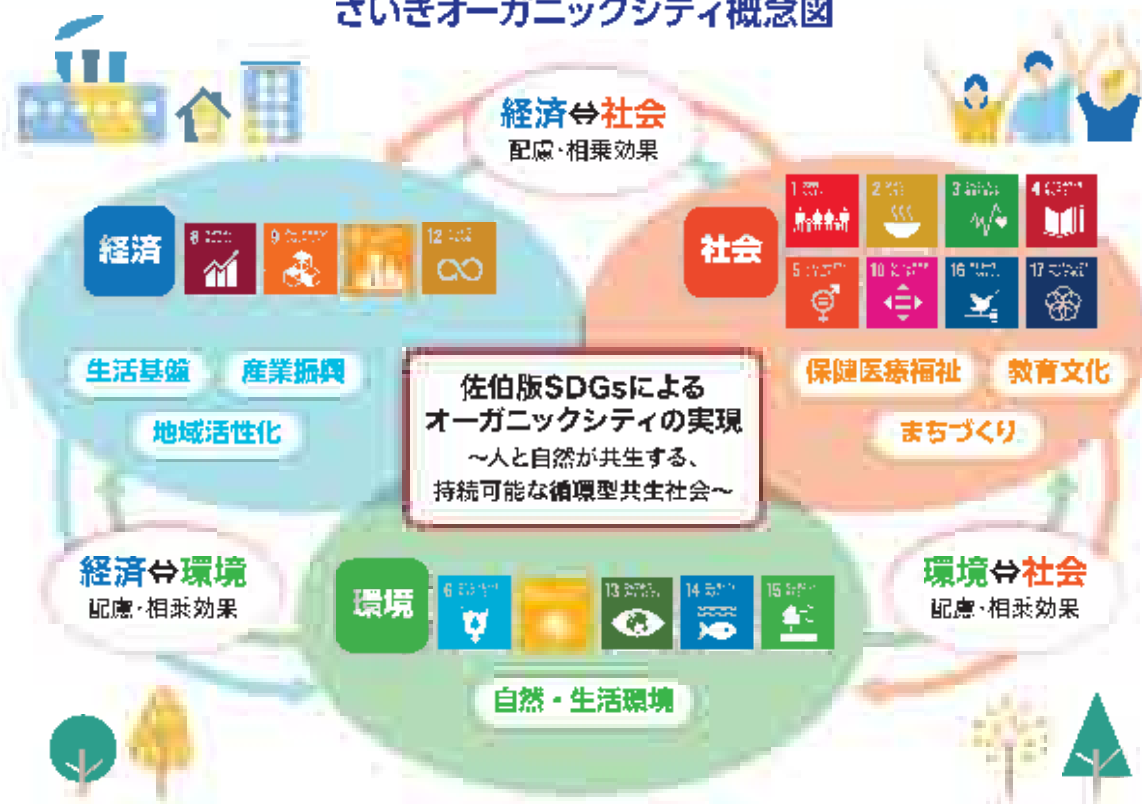 さいきオーガニックシティ概念図
経済⇔社会
配慮・相乗効果
経済
8
9
12
社会
1
2
3
4
5
10
16
17
生活基盤
産業振興
地域活性化
保健医療福祉
教育文化
まちづくり
佐伯版SDGsによる
オーガニックシティの実現
～人と自然が共生する、
持続可能な循環型共生社会～
経済⇔環境
配慮・相乗効果
環境
6
13
14
15
環境⇔社会
配慮・相乗効果
自然・生活環境